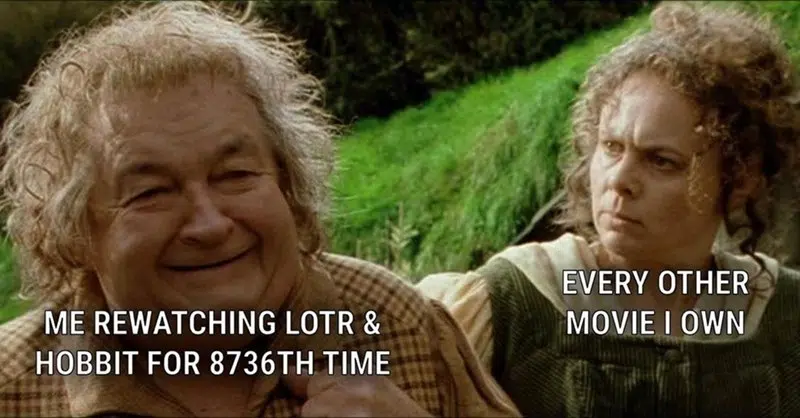 ME REWATCHING LOTR &
HOBBIT FOR 8736TH TIME
EVERY OTHER
MOVIE I OWN